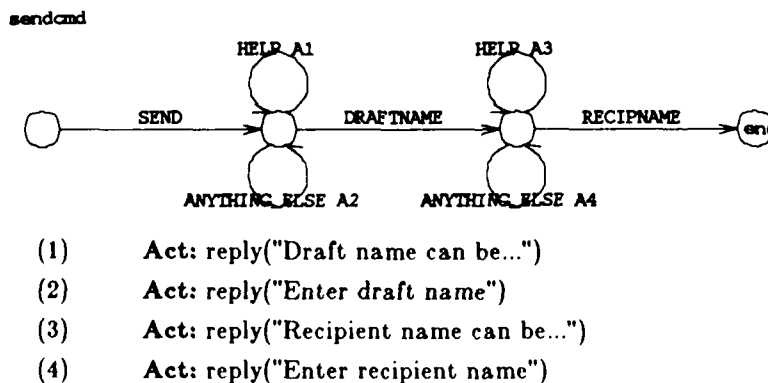 sendcmd
HELP A1 HELP A3
SEND DRAFTNAME RECIPNAME end
ANYTHING_ELSE A2 ANYTHING_ELSE A4
(1) Act: reply("Draft name can be...")
(2) Act: reply("Enter draft name")
(3) Act: reply("Recipient name can be...")
(4) Act: reply("Enter recipient name")